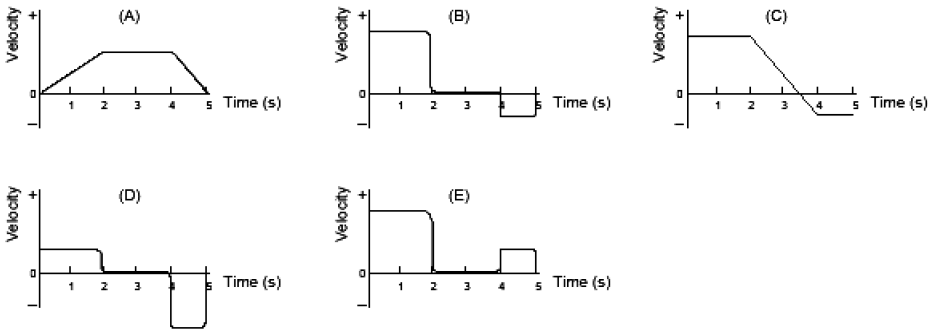 (A)
+
Velocity
0
1 2 3 4 5
Time (s)
–
(B)
+
Velocity
0
1 2 3 4 5
Time (s)
–
(C)
+
Velocity
0
1 2 3 4 5
Time (s)
–
(D)
+
Velocity
0
1 2 3 4 5
Time (s)
–
(E)
+
Velocity
0
1 2 3 4 5
Time (s)
–